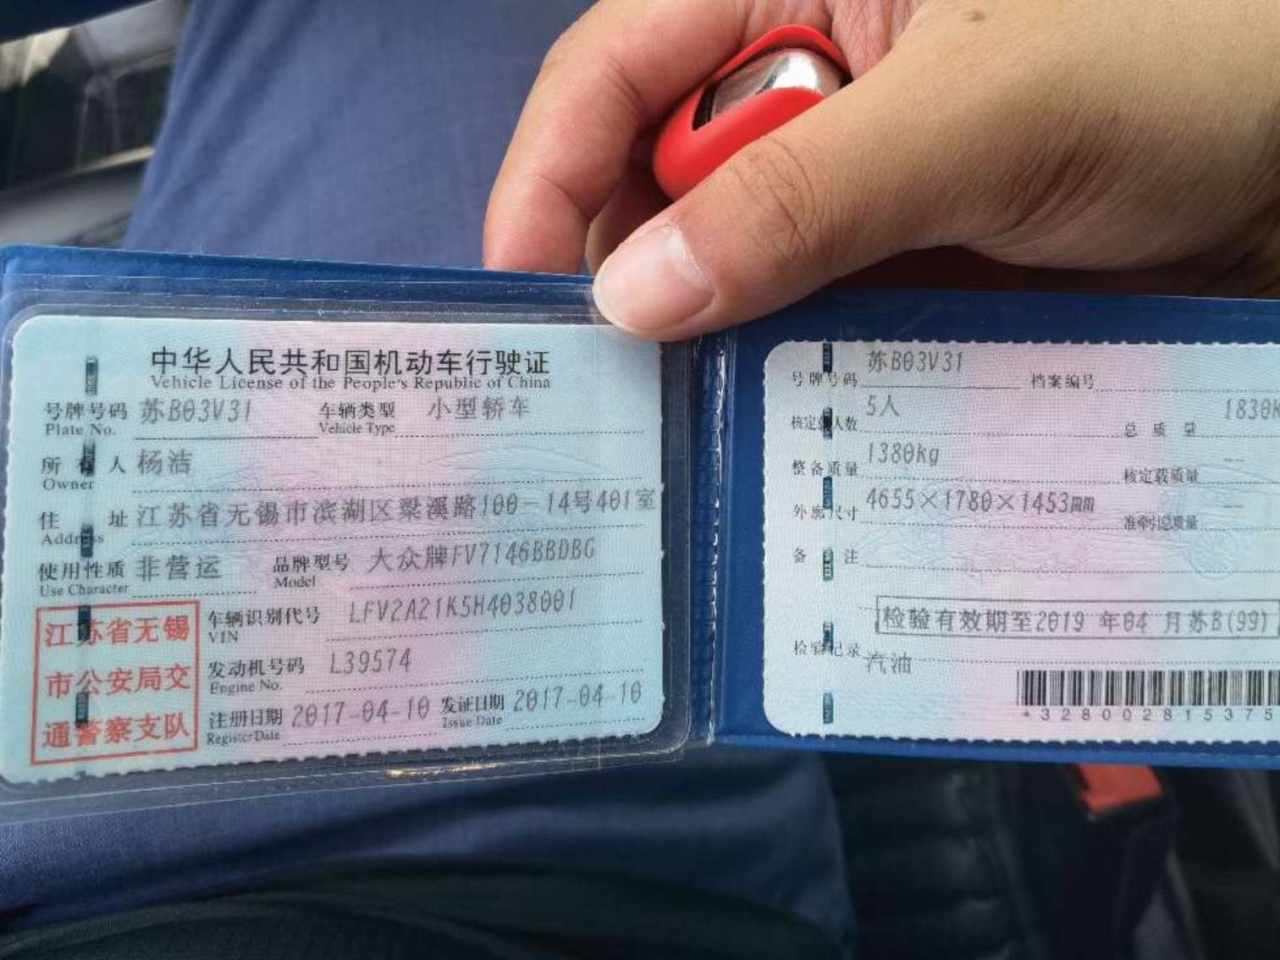 中华人民共和国机动车行驶证
Vehicle License of the People's Republic of China
号牌号码 苏B03V31 车辆类型 小型轿车
Plate No. Vehicle Type
所有人 杨洁
Owner
住址 江苏省无锡市滨湖区梁溪路100-14号401室
Address
使用性质 非营运 品牌型号 大众牌FV7146BBDBG
Use Character Model
江苏省无锡
市公安局交
通警察支队
车辆识别代号 LFV2A21K5H4038001
VIN
发动机号码 L39574
Engine No.
注册日期 2017-04-10 发证日期 2017-04-10
Register Date Issue Date
号牌号码 苏B03V31 档案编号
核定载人数 5人 总质量 1830k
整备质量 1380kg 核定载质量 --
外廓尺寸 4655×1780×1453mm 准牵引总质量 --
备注
检验有效期至2019年04月苏B(99)
检验记录 汽油
*328002815375